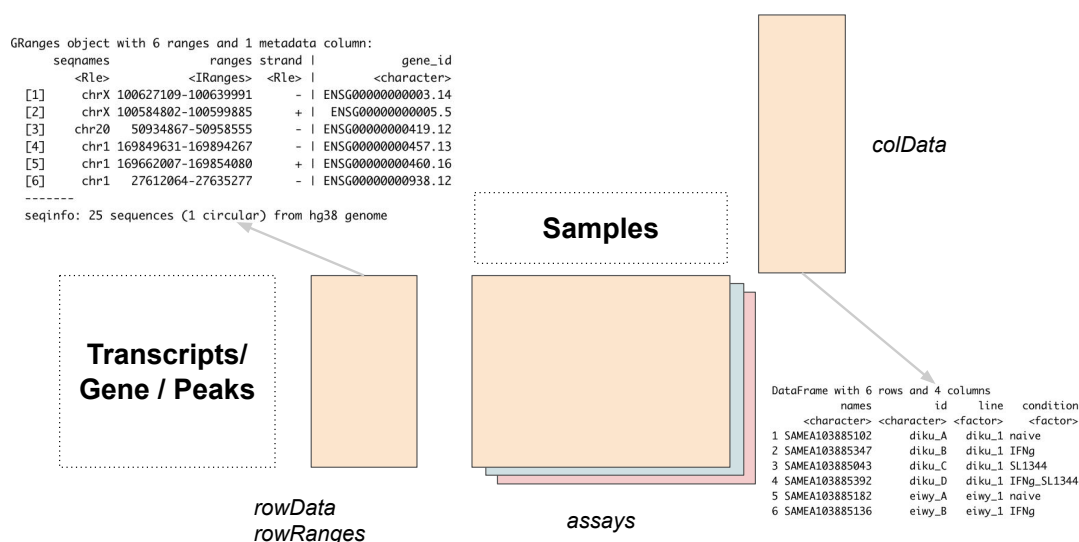 GRanges object with 6 ranges and 1 metadata column:
seqnames ranges strand | gene_id
<Rle> <IRanges> <Rle> | <character>
[1] chrX 100627109-100639991 - | ENSG00000000003.14
[2] chrX 100584802-100599885 + | ENSG00000000005.5
[3] chr20 50934867-50958555 - | ENSG00000000419.12
[4] chr1 169849631-169894267 - | ENSG00000000457.13
[5] chr1 169662007-169854080 + | ENSG00000000460.16
[6] chr1 27612064-27635277 - | ENSG00000000938.12
-------
seqinfo: 25 sequences (1 circular) from hg38 genome
colData
Samples
Transcripts/
Gene / Peaks
rowData
rowRanges
assays
DataFrame with 6 rows and 4 columns
names id line condition
<character> <character> <factor> <factor>
1 SAMEA103885102 diku_A diku_1 naive
2 SAMEA103885347 diku_B diku_1 IFNg
3 SAMEA103885043 diku_C diku_1 SL1344
4 SAMEA103885392 diku_D diku_1 IFNg_SL1344
5 SAMEA103885182 eiwy_A eiwy_1 naive
6 SAMEA103885136 eiwy_B eiwy_1 IFNg